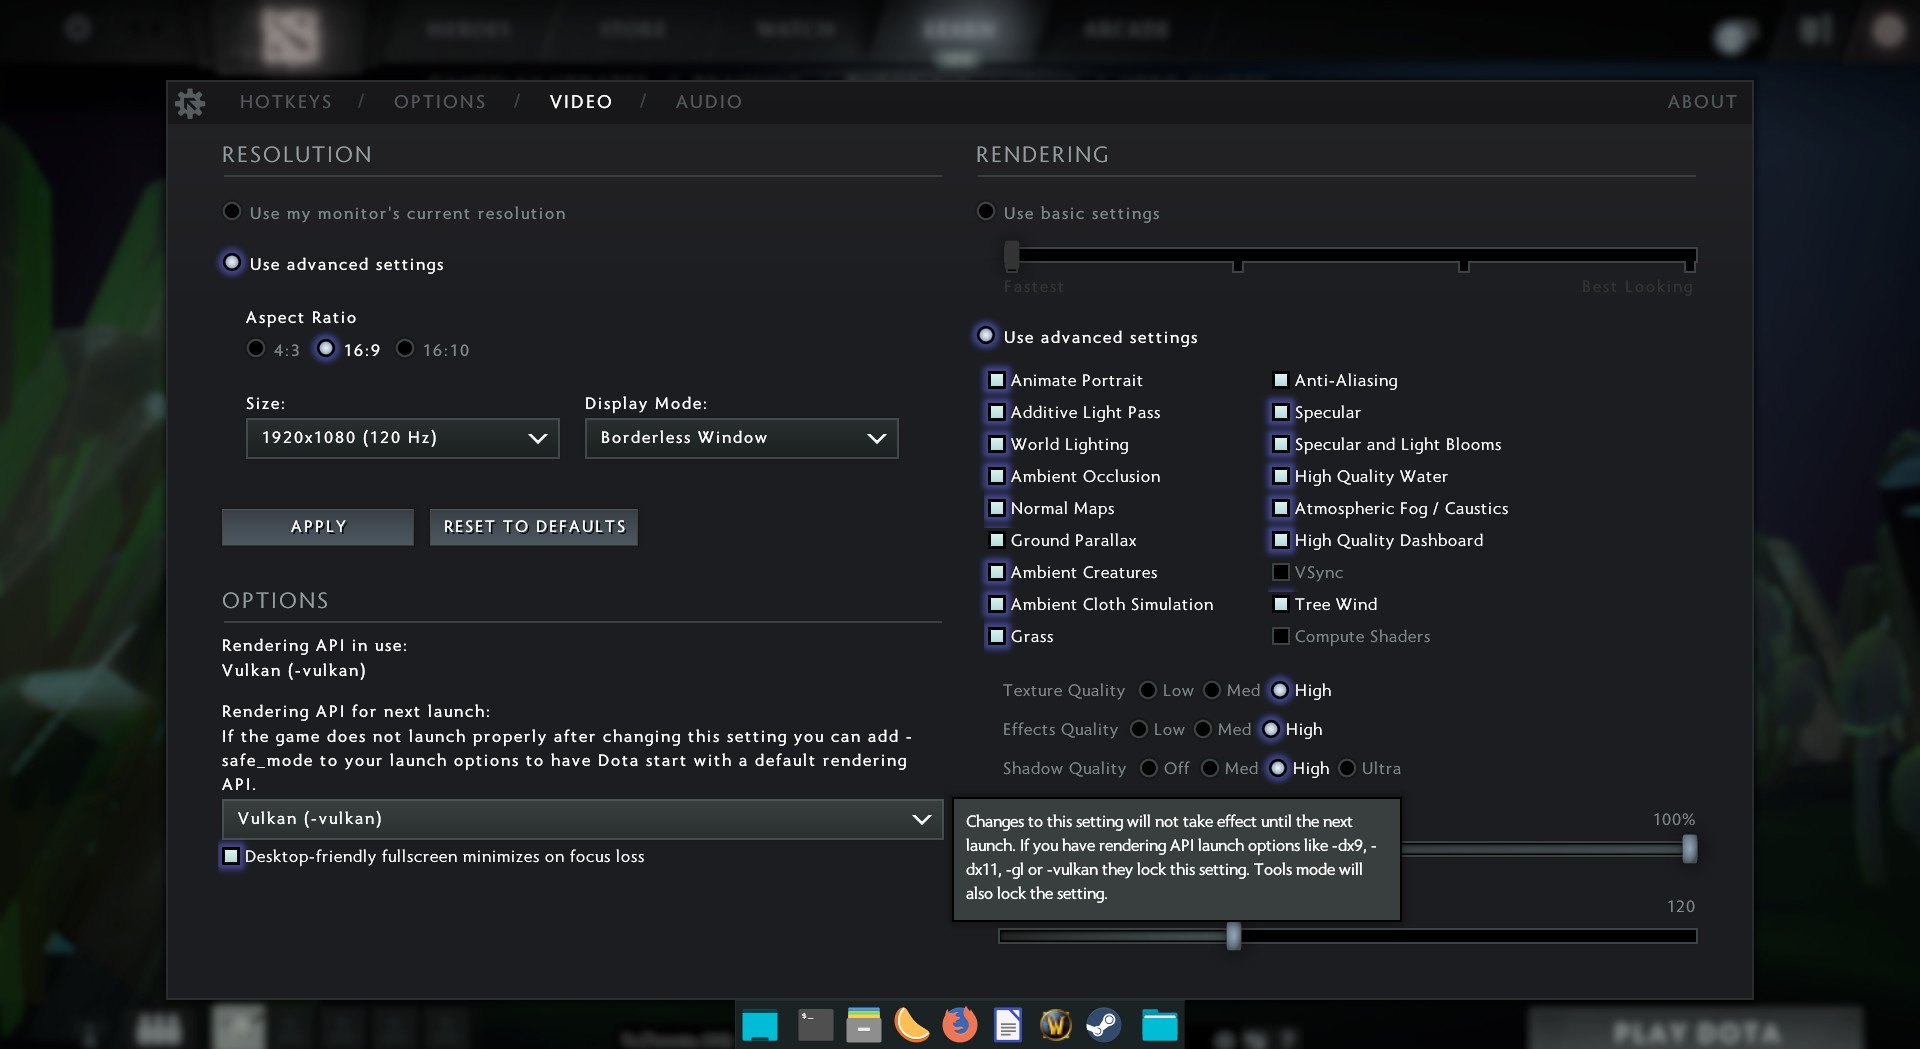 HEROES STORE WATCH LEARN ARCADE
HOTKEYS / OPTIONS / VIDEO / AUDIO
ABOUT
RESOLUTION
Use my monitor's current resolution
Use advanced settings
Aspect Ratio
4:3 16:9 16:10
Size: Display Mode:
1920x1080 (120 Hz) Borderless Window
APPLY RESET TO DEFAULTS
OPTIONS
Rendering API in use:
Vulkan (-vulkan)
Rendering API for next launch:
If the game does not launch properly after changing this setting you can add -
safe_mode to your launch options to have Dota start with a default rendering
API.
Vulkan (-vulkan)
Desktop-friendly fullscreen minimizes on focus loss
RENDERING
Use basic settings
Fastest Best Looking
Use advanced settings
Animate Portrait Anti-Aliasing
Additive Light Pass Specular
World Lighting Specular and Light Blooms
Ambient Occlusion High Quality Water
Normal Maps Atmospheric Fog / Caustics
Ground Parallax High Quality Dashboard
Ambient Creatures VSync
Ambient Cloth Simulation Tree Wind
Grass Compute Shaders
Texture Quality Low Med High
Effects Quality Low Med High
Shadow Quality Off Med High Ultra
100%
Changes to this setting will not take effect until the next
launch. If you have rendering API launch options like -dx9, -
dx11, -gl or -vulkan they lock this setting. Tools mode will
also lock the setting.
120
PLAY DOTA